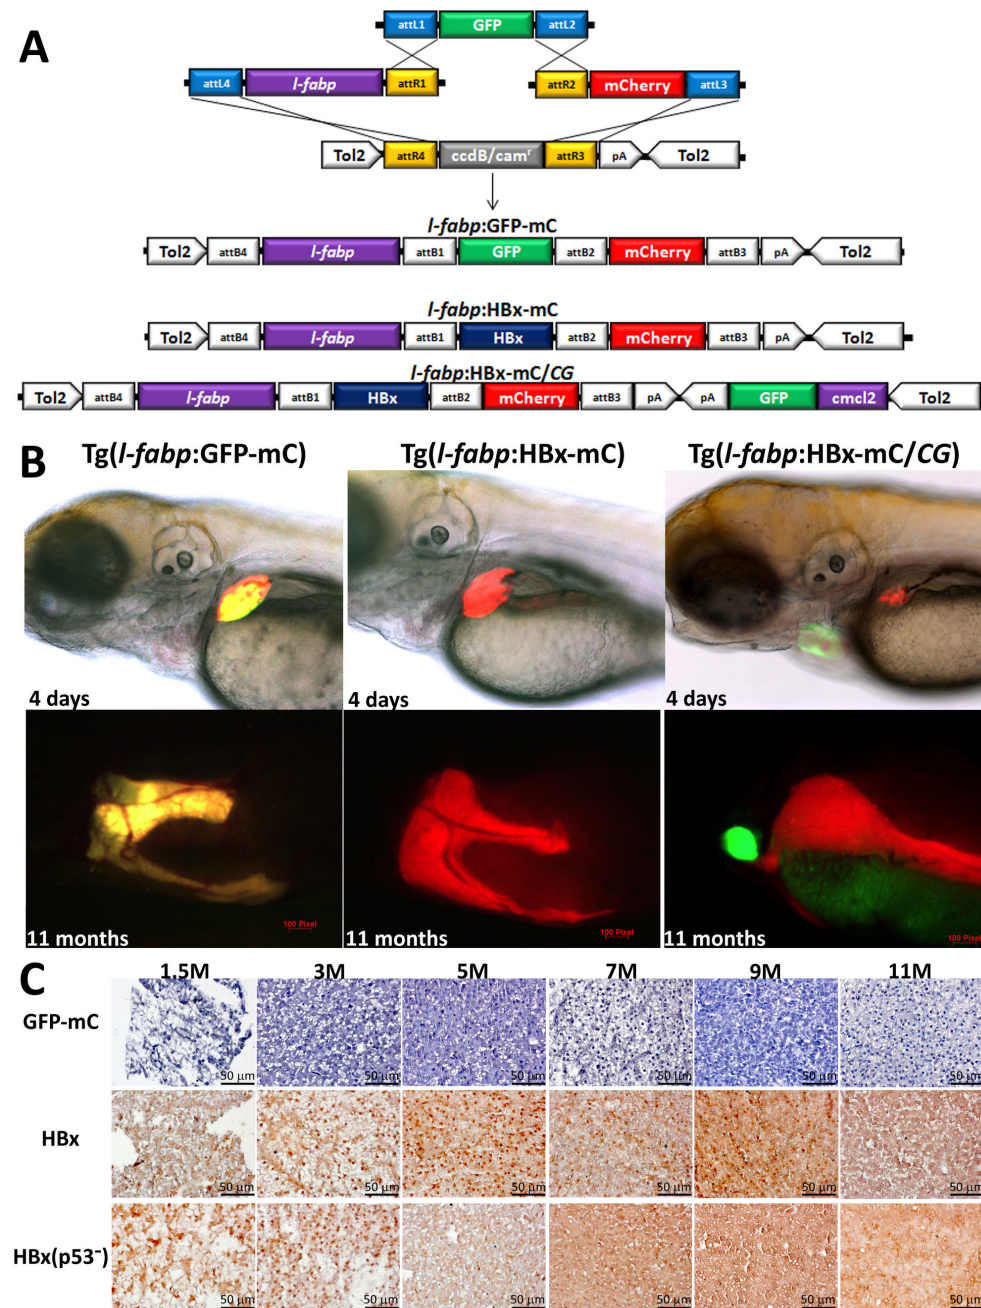 A
attL1 GFP attL2
attL4 l-fabp attR1 attR2 mCherry attL3
Tol2 attR4 ccdB/camʳ attR3 pA Tol2
l-fabp:GFP-mC
Tol2 attB4 l-fabp attB1 GFP attB2 mCherry attB3 pA Tol2
l-fabp:HBx-mC
Tol2 attB4 l-fabp attB1 HBx attB2 mCherry attB3 pA Tol2
l-fabp:HBx-mC/CG
Tol2 attB4 l-fabp attB1 HBx attB2 mCherry attB3 pA pA GFP cmcl2 Tol2
B
Tg(l-fabp:GFP-mC) Tg(l-fabp:HBx-mC) Tg(l-fabp:HBx-mC/CG)
4 days 4 days 4 days
100 Pixel 100 Pixel 100 Pixel
11 months 11 months 11 months
C
1.5M 3M 5M 7M 9M 11M
GFP-mC
50 µm 50 µm 50 µm 50 µm 50 µm 50 µm
HBx
50 µm 50 µm 50 µm 50 µm 50 µm 50 µm
HBx(p53⁻)
50 µm 50 µm 50 µm 50 µm 50 µm 50 µm